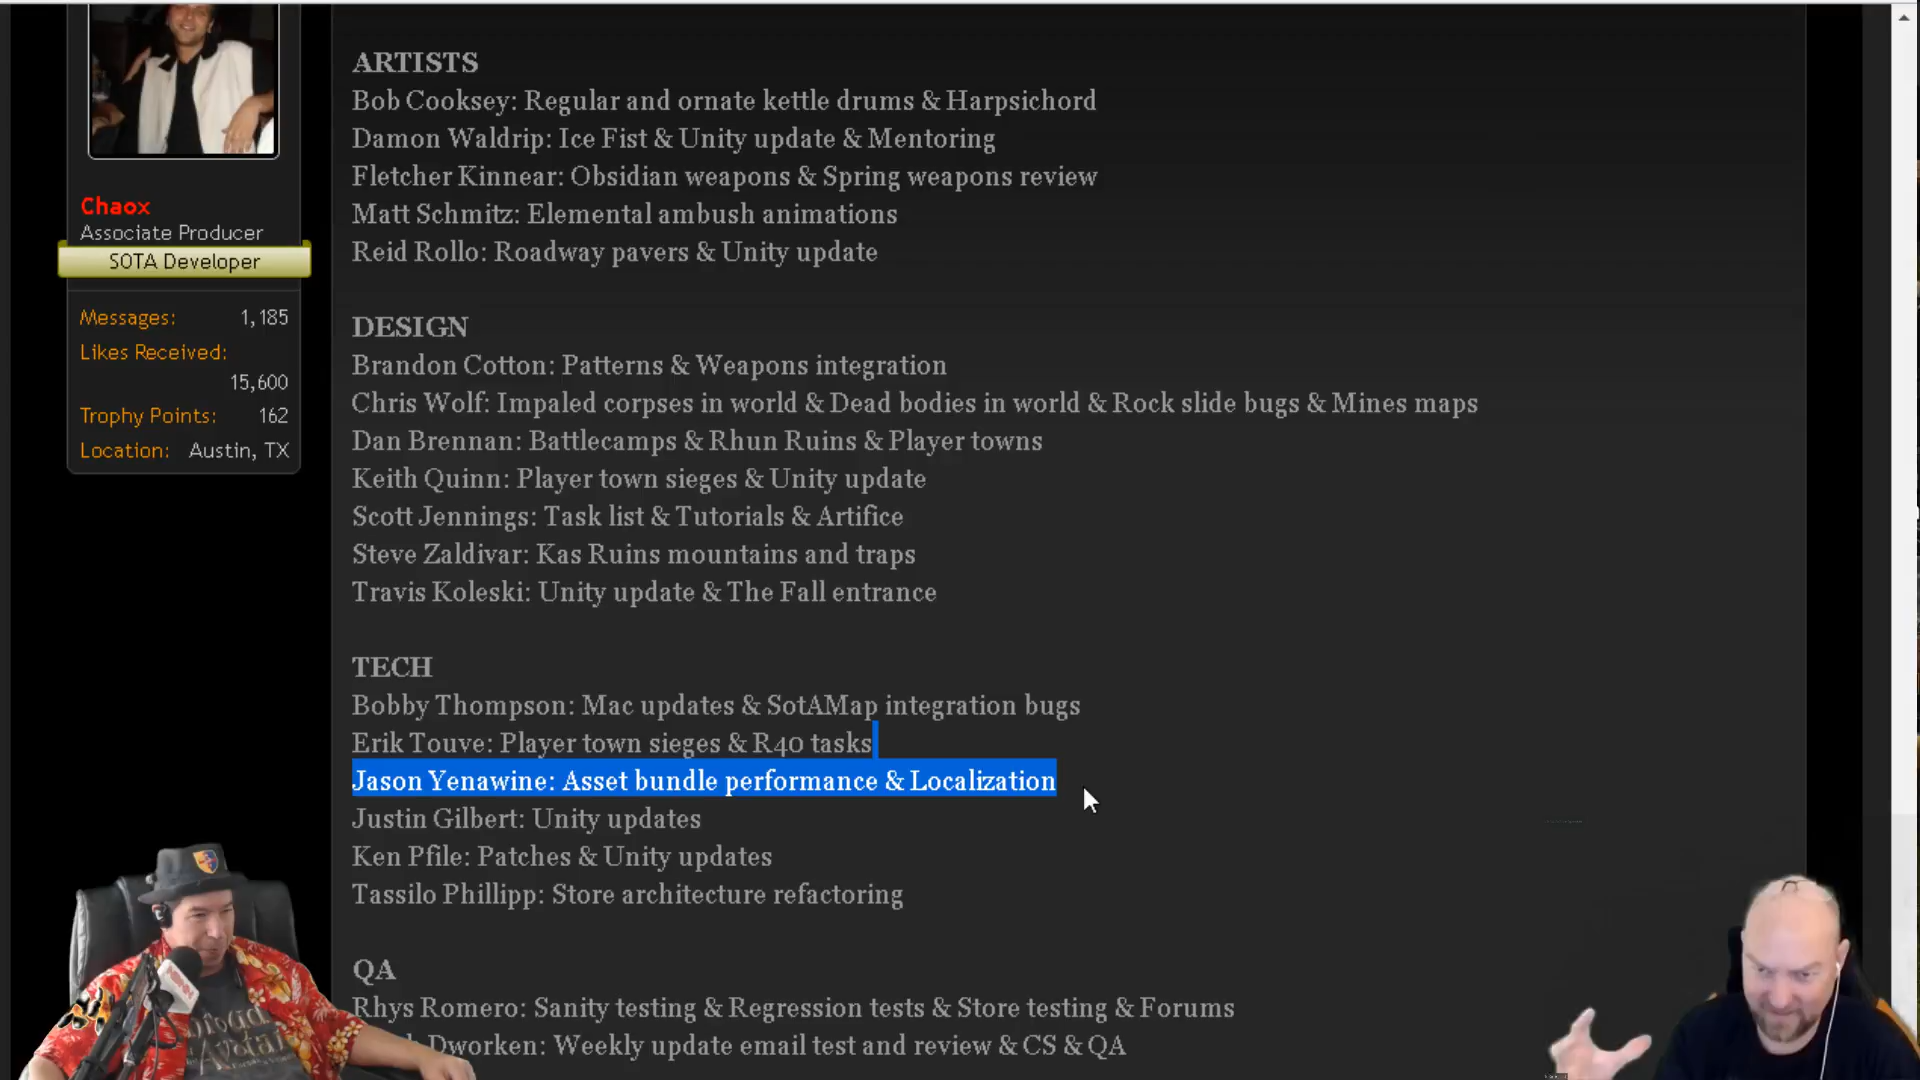 ARTISTS
Bob Cooksey: Regular and ornate kettle drums & Harpsichord
Damon Waldrip: Ice Fist & Unity update & Mentoring
Fletcher Kinnear: Obsidian weapons & Spring weapons review
Matt Schmitz: Elemental ambush animations
Reid Rollo: Roadway pavers & Unity update
Chaox
Associate Producer
SOTA Developer
Messages: 1,185
Likes Received:
15,600
Trophy Points: 162
Location: Austin, TX
DESIGN
Brandon Cotton: Patterns & Weapons integration
Chris Wolf: Impaled corpses in world & Dead bodies in world & Rock slide bugs & Mines maps
Dan Brennan: Battlecamps & Rhun Ruins & Player towns
Keith Quinn: Player town sieges & Unity update
Scott Jennings: Task list & Tutorials & Artifice
Steve Zaldivar: Kas Ruins mountains and traps
Travis Koleski: Unity update & The Fall entrance
TECH
Bobby Thompson: Mac updates & SotAMap integration bugs
Erik Touve: Player town sieges & R40 tasks
Jason Yenawine: Asset bundle performance & Localization
Justin Gilbert: Unity updates
Ken Pfile: Patches & Unity updates
Tassilo Phillipp: Store architecture refactoring
QA
Rhys Romero: Sanity testing & Regression tests & Store testing & Forums
Dworken: Weekly update email test and review & CS & QA